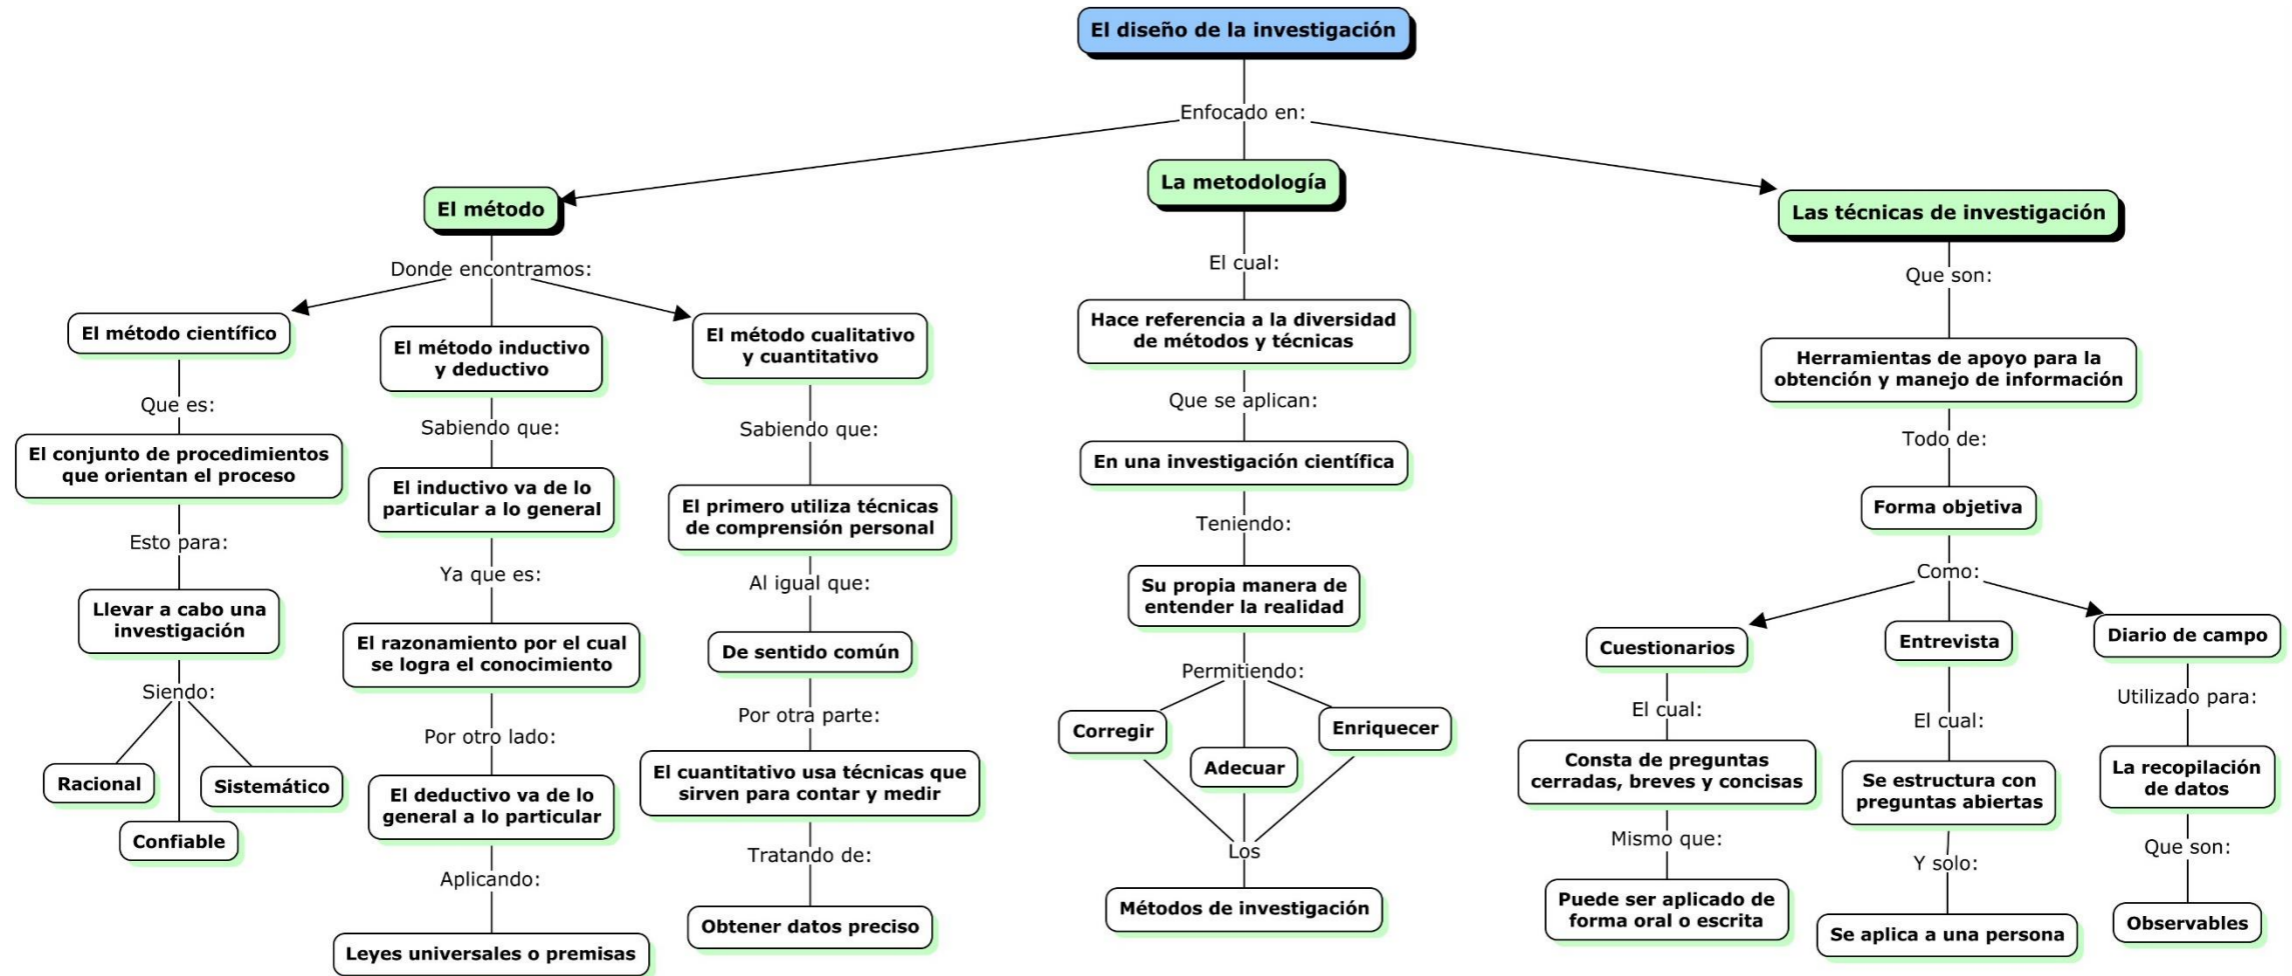 El diseño de la investigación
Enfocado en:
El método
Donde encontramos:
El método científico
Que es:
El conjunto de procedimientos
que orientan el proceso
Esto para:
Llevar a cabo una
investigación
Siendo:
Racional
Confiable
Sistemático
El método inductivo
y deductivo
Sabiendo que:
El inductivo va de lo
particular a lo general
Ya que es:
El razonamiento por el cual
se logra el conocimiento
Por otro lado:
El deductivo va de lo
general a lo particular
Aplicando:
Leyes universales o premisas
El método cualitativo
y cuantitativo
Sabiendo que:
El primero utiliza técnicas
de comprensión personal
Al igual que:
De sentido común
Por otra parte:
El cuantitativo usa técnicas que
sirven para contar y medir
Tratando de:
Obtener datos preciso
La metodología
El cual:
Hace referencia a la diversidad
de métodos y técnicas
Que se aplican:
En una investigación científica
Teniendo:
Su propia manera de
entender la realidad
Permitiendo:
Corregir
Adecuar
Enriquecer
Los
Métodos de investigación
Las técnicas de investigación
Que son:
Herramientas de apoyo para la
obtención y manejo de información
Todo de:
Forma objetiva
Como:
Cuestionarios
El cual:
Consta de preguntas
cerradas, breves y concisas
Mismo que:
Puede ser aplicado de
forma oral o escrita
Entrevista
El cual:
Se estructura con
preguntas abiertas
Y solo:
Se aplica a una persona
Diario de campo
Utilizado para:
La recopilación
de datos
Que son:
Observables